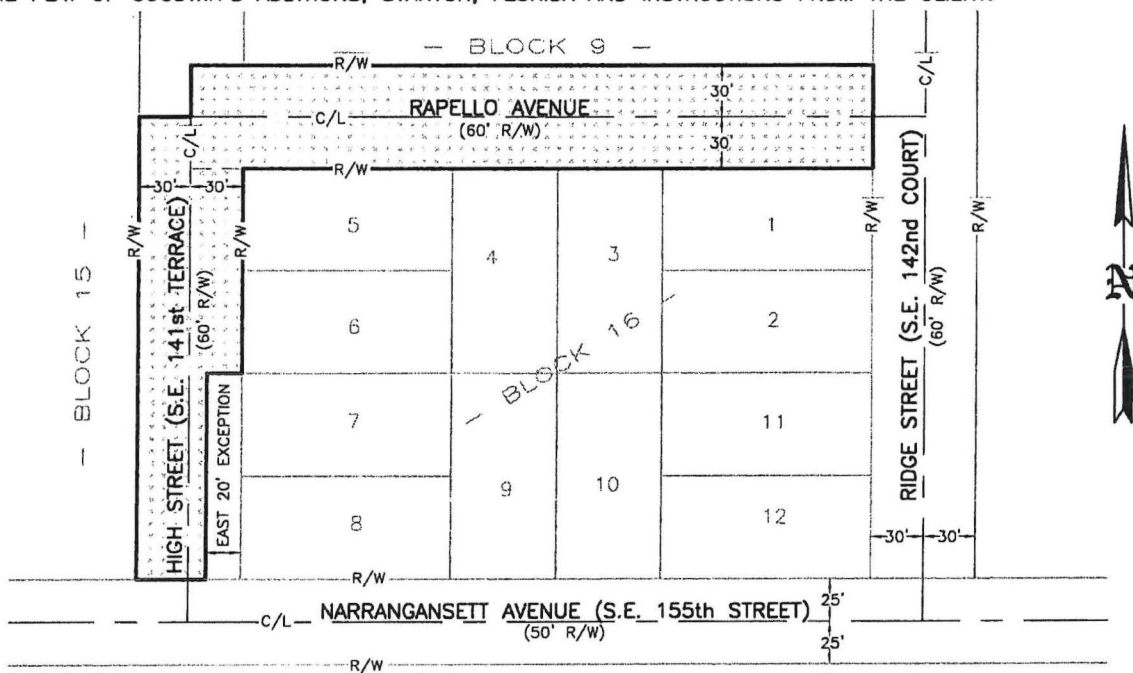 — BLOCK 9 —
R/W
C/L
30'
RAPELLO AVENUE
C/L
(60' R/W)
30'
C/L
R/W
30'
30'
R/W
R/W
R/W
R/W
HIGH STREET (S.E. 141st TERRACE)
(60' R/W)
— BLOCK 15 —
5
4
3
1
6
2
— BLOCK 16 —
7
11
9
10
8
12
EAST 20' EXCEPTION
RIDGE STREET (S.E. 142nd COURT)
(60' R/W)
30'
30'
N
R/W
C/L
NARRANGANSETT AVENUE (S.E. 155th STREET)
(50' R/W)
25'
25'
R/W